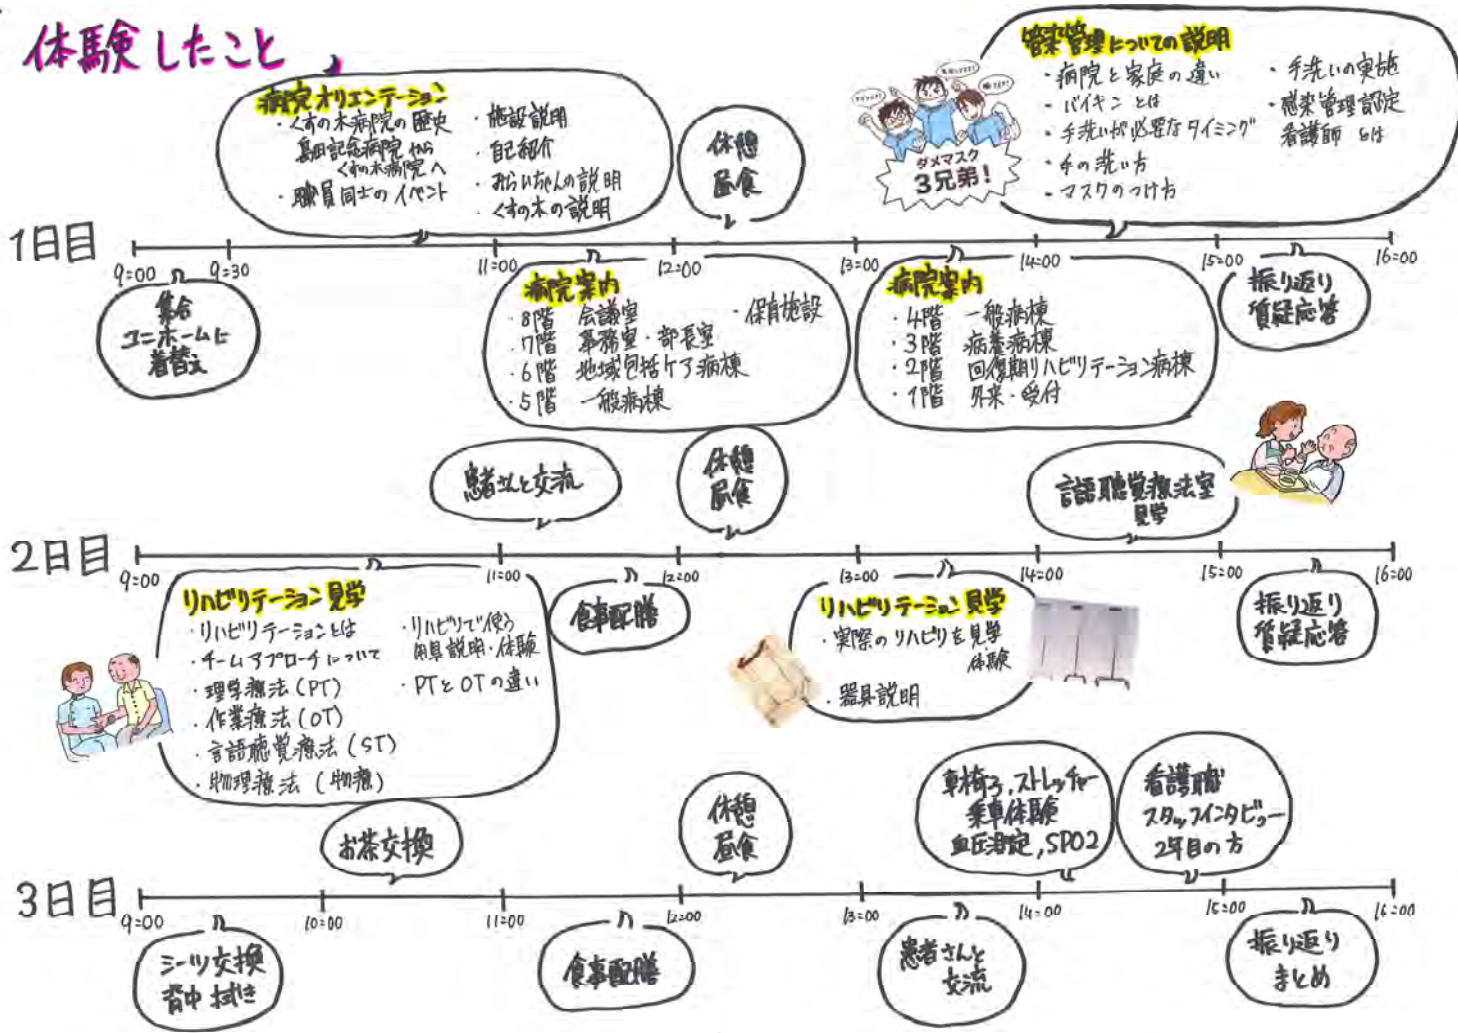 体験したこと
病院オリエンテーション
・くすの木病院の歴史
島田記念病院から
くすの木病院へ
・職員同士のイベント
・施設説明
・自己紹介
・みらいちゃんの説明
・くすの木の説明
休憩
昼食
ダメマスク
3兄弟!
管染管理についての説明
・病院と家庭の違い
・バイキンとは
・手洗いが必要なタイミング
・手の洗い方
・マスクのつけ方
・手洗いの実施
・感染管理認定
看護師とは
1日目
9:00
9:30
11:00
12:00
13:00
14:00
15:00
16:00
集合
ユニホームに
着替え
病院案内
・8階 会議室
・7階 事務室・部長室
・6階 地域包括ケア病棟
・5階 一般病棟
・保育施設
病院案内
・4階 一般病棟
・3階 療養病棟
・2階 回復期リハビリテーション病棟
・1階 外来・受付
振り返り
質疑応答
患者さんと交流
休憩
昼食
言語聴覚療法室
見学
2日目
9:00
11:00
12:00
13:00
14:00
15:00
16:00
リハビリテーション見学
・リハビリテーションとは
・チームアプローチについて
・理学療法(PT)
・作業療法(OT)
・言語聴覚療法(ST)
・物理療法(物療)
・リハビリで使う
用具説明・体験
・PTとOTの違い
食事配膳
リハビリテーション見学
・実際のリハビリを見学
体験
・器具説明
振り返り
質疑応答
お茶交換
休憩
昼食
車椅子,ストレッチャー
乗車体験
血圧測定,SPO2
看護職
スタッフインタビュー
2年目の方
3日目
9:00
10:00
11:00
12:00
13:00
14:00
15:00
16:00
シーツ交換
背中拭き
食事配膳
患者さんと
交流
振り返り
まとめ